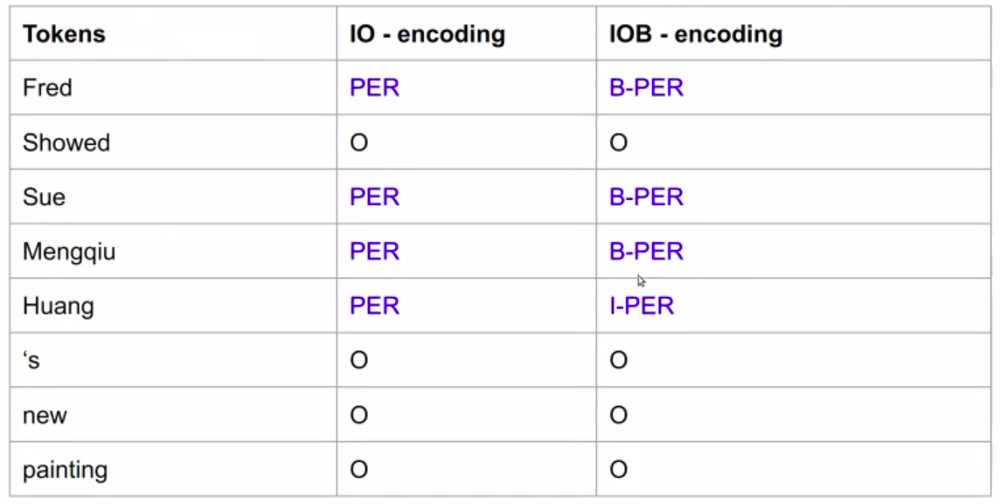 Tokens IO - encoding IOB - encoding
Fred PER B-PER
Showed O O
Sue PER B-PER
Mengqiu PER B-PER
Huang PER I-PER
‘s O O
new O O
painting O O